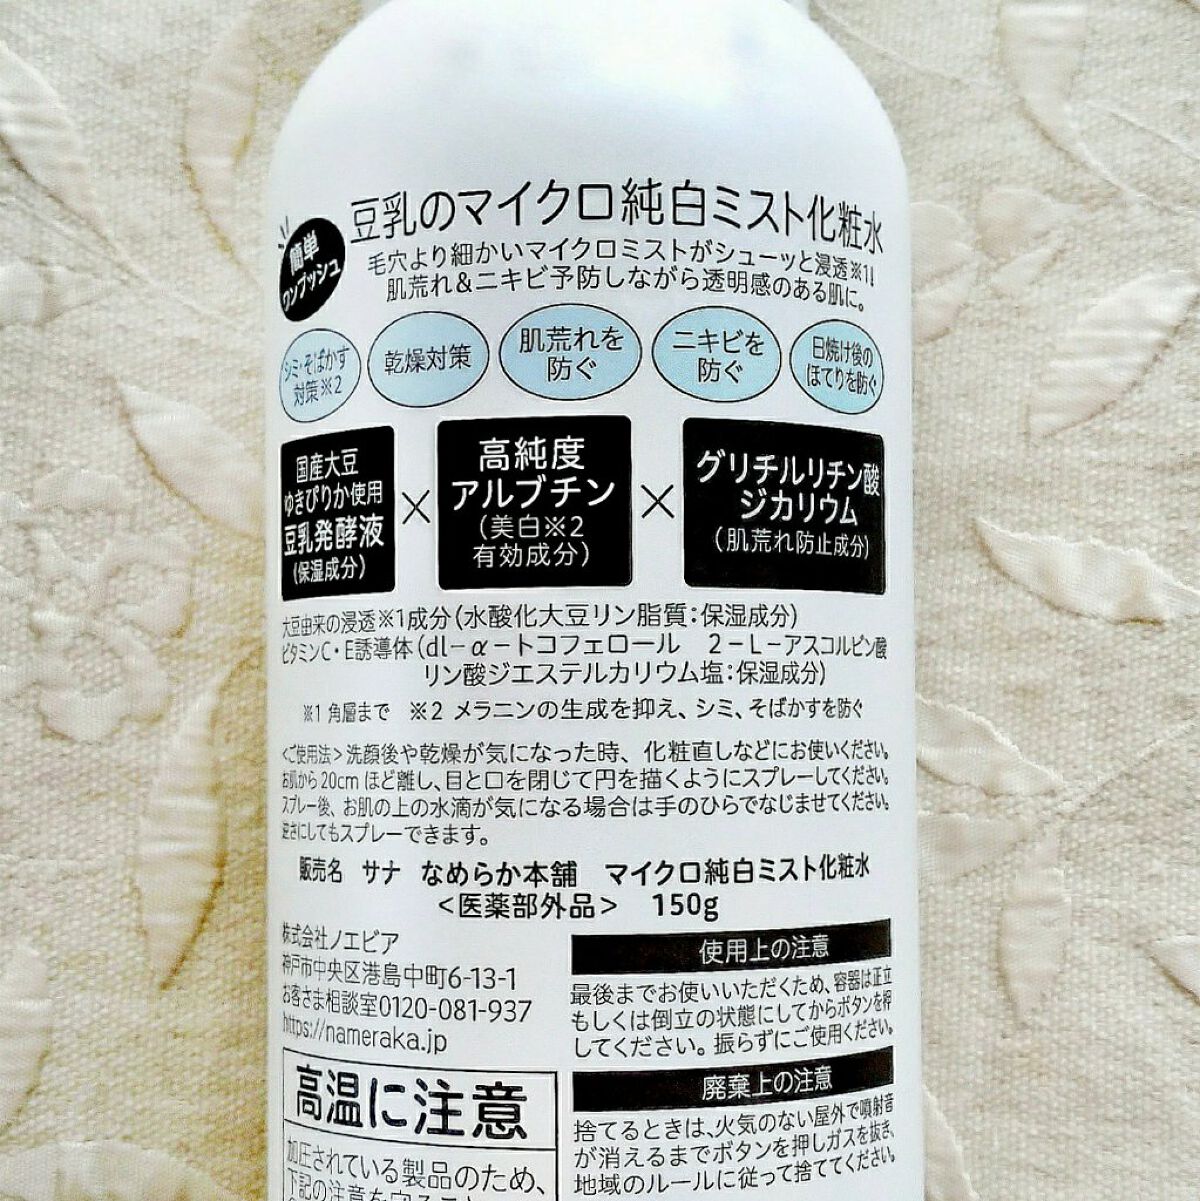 豆乳のマイクロ純白ミスト化粧水
簡単
ワンプッシュ
毛穴より細かいマイクロミストがシューッと浸透※1！
肌荒れ&ニキビ予防しながら透明感のある肌に。
シミ・そばかす
対策※2
乾燥対策
肌荒れを
防ぐ
ニキビを
防ぐ
日焼け後の
ほてりを防ぐ
国産大豆
ゆきぴりか使用
豆乳発酵液
(保湿成分)
×
高純度
アルブチン
(美白※2
有効成分)
×
グリチルリチン酸
ジカリウム
(肌荒れ防止成分)
大豆由来の浸透※1成分(水酸化大豆リン脂質:保湿成分)
ビタミンC・E誘導体(dl-α-トコフェロール 2-L-アスコルビン酸
リン酸ジエステルカリウム塩:保湿成分)
※1 角層まで ※2 メラニンの生成を抑え、シミ、そばかすを防ぐ
<ご使用法>洗顔後や乾燥が気になった時、化粧直しなどにお使いください。
お肌から20cmほど離し、目と口を閉じて円を描くようにスプレーしてください。
スプレー後、お肌の上の水滴が気になる場合は手のひらでなじませてください。
逆さにしてもスプレーできます。
販売名 サナ なめらか本舗 マイクロ純白ミスト化粧水
<医薬部外品> 150g
株式会社ノエビア
神戸市中央区港島中町6-13-1
お客さま相談室0120-081-937
https://nameraka.jp
使用上の注意
最後までお使いいただくため、容器は正立
もしくは倒立の状態にしてからボタンを押
してください。振らずにご使用ください。
廃棄上の注意
捨てるときは、火気のない屋外で噴射音
が消えるまでボタンを押しガスを抜き、
地域のルールに従って捨ててください。
高温に注意
加圧されている製品のため、
下記の注意を守ること